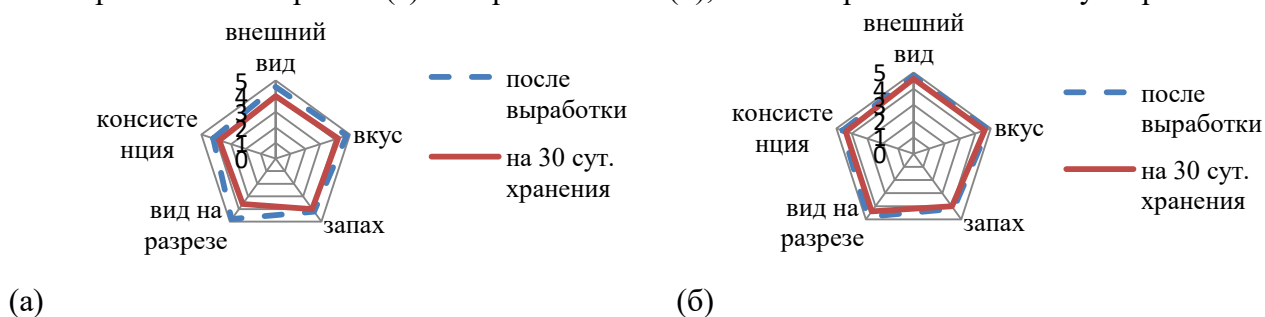 внешний
вид
5
4
3
2
1
0
консисте
нция
вкус
вид на
разрезе
запах
после
выработки
на 30 сут.
хранения
(а)
внешний
вид
5
4
3
2
1
0
консисте
нция
вкус
вид на
разрезе
запах
после
выработки
на 30 сут.
хранения
(б)